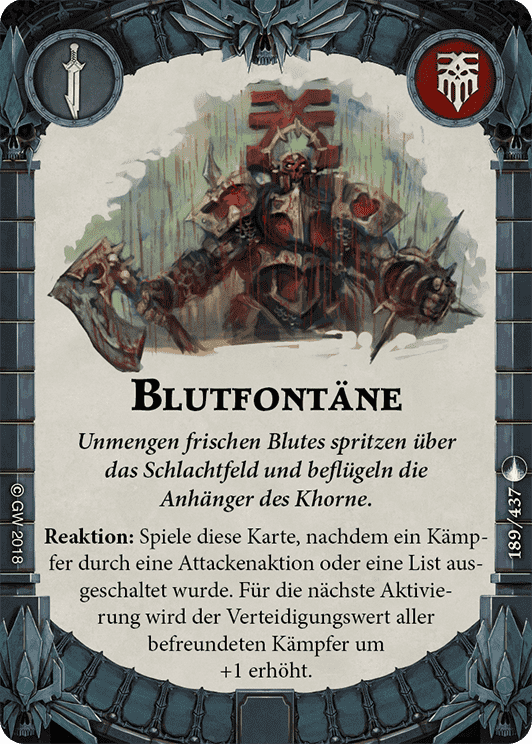 BLUTFONTÄNE
Unmengen frischen Blutes spritzen über
das Schlachtfeld und beflügeln die
Anhänger des Khorne.
Reaktion: Spiele diese Karte, nachdem ein Kämp-
fer durch eine Attackenaktion oder eine List aus-
geschaltet wurde. Für die nächste Aktivie-
rung wird der Verteidigungswert aller
befreundeten Kämpfer um
+1 erhöht.
© GW 2018
189/437